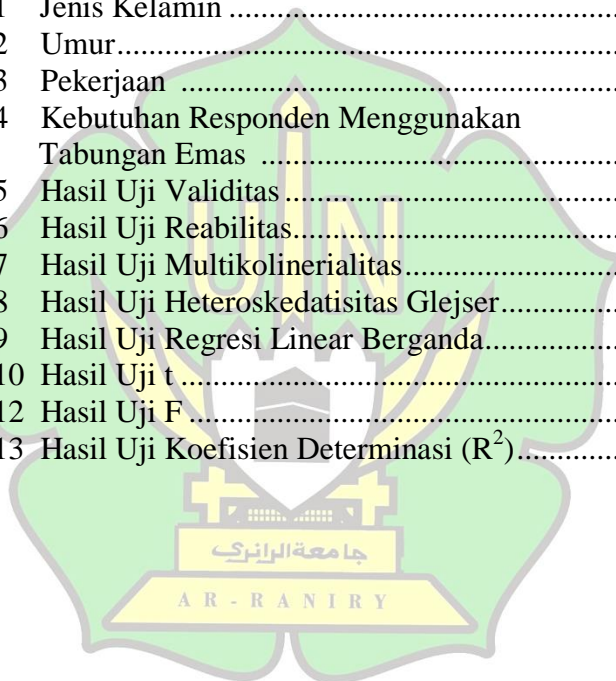 1 Jenis Kelamin ........................................................
2 Umur........................................................................
3 Pekerjaan ...............................................................
4 Kebutuhan Responden Menggunakan
Tabungan Emas ....................................................
5 Hasil Uji Validitas ................................................
6 Hasil Uji Reabilitas...............................................
7 Hasil Uji Multikolinerialitas...............................
8 Hasil Uji Heteroskedatisitas Glejser.................
9 Hasil Uji Regresi Linear Berganda...................
10 Hasil Uji t .............................................................
12 Hasil Uji F ............................................................
13 Hasil Uji Koefisien Determinasi (R²).............
UIN
جامعةالرانري
AR-RANIRY